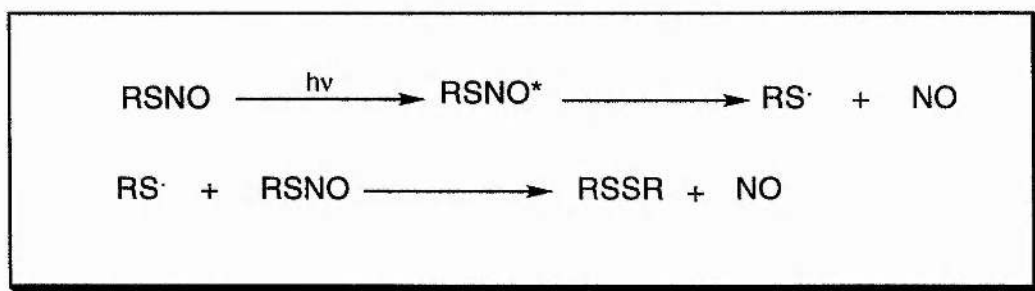 RSNO hν RSNO* RS· + NO
RS· + RSNO RSSR + NO